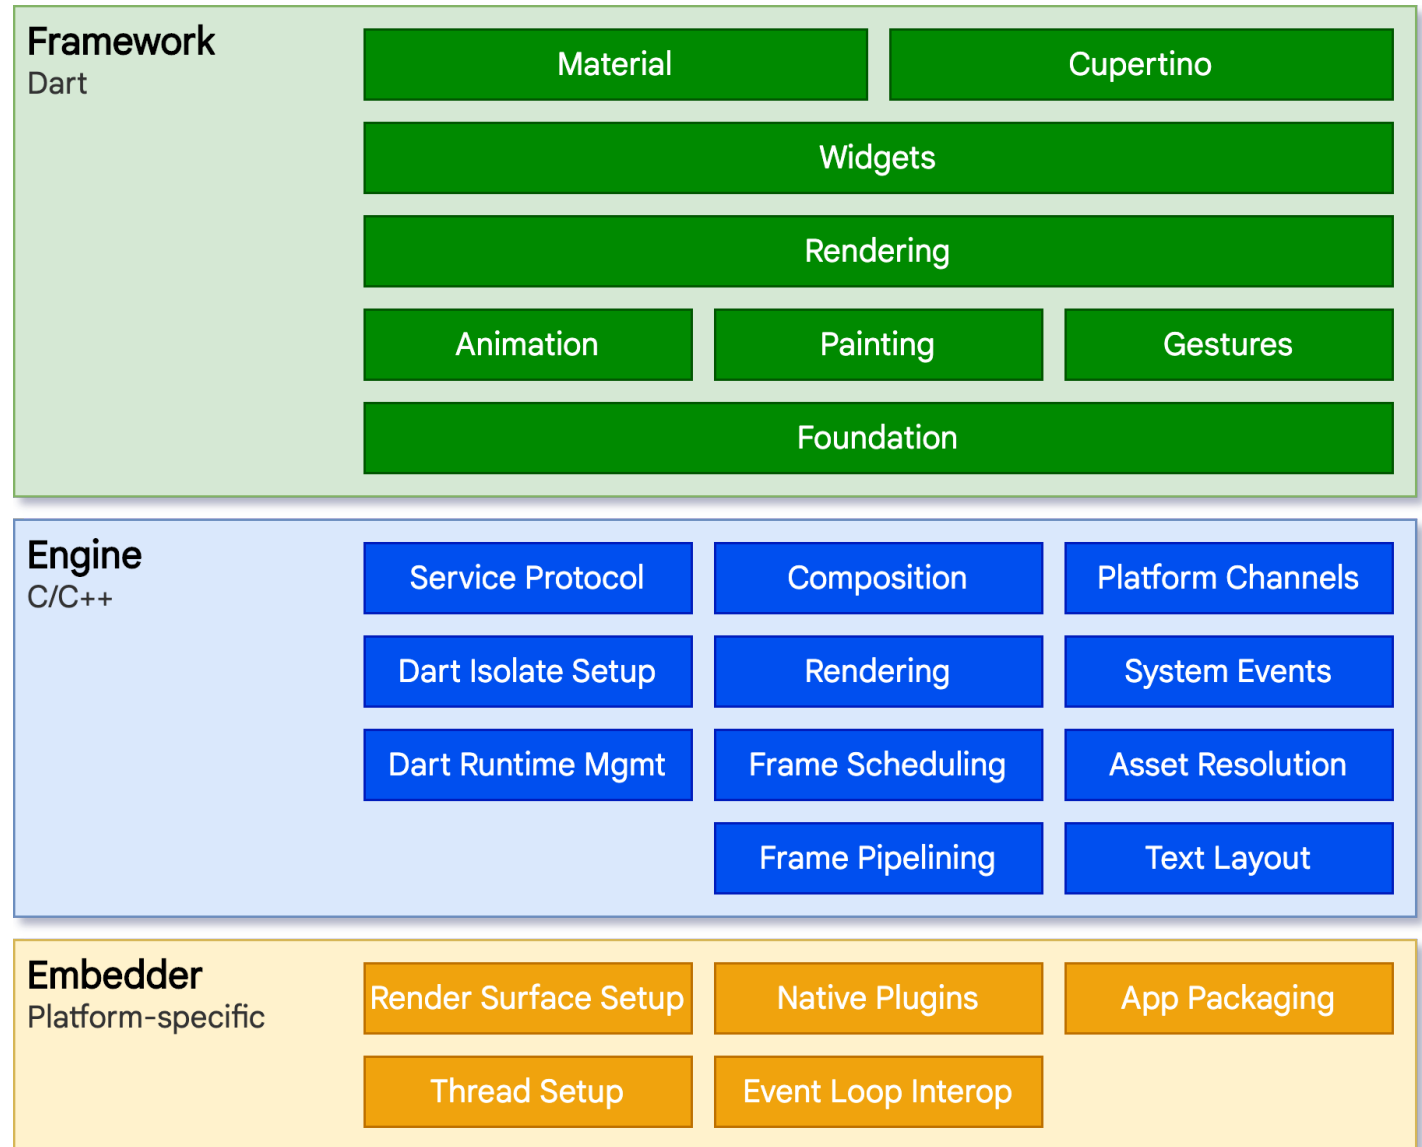 Framework
Dart
Material
Cupertino
Widgets
Rendering
Animation
Painting
Gestures
Foundation
Engine
C/C++
Service Protocol
Composition
Platform Channels
Dart Isolate Setup
Rendering
System Events
Dart Runtime Mgmt
Frame Scheduling
Asset Resolution
Frame Pipelining
Text Layout
Embedder
Platform-specific
Render Surface Setup
Native Plugins
App Packaging
Thread Setup
Event Loop Interop